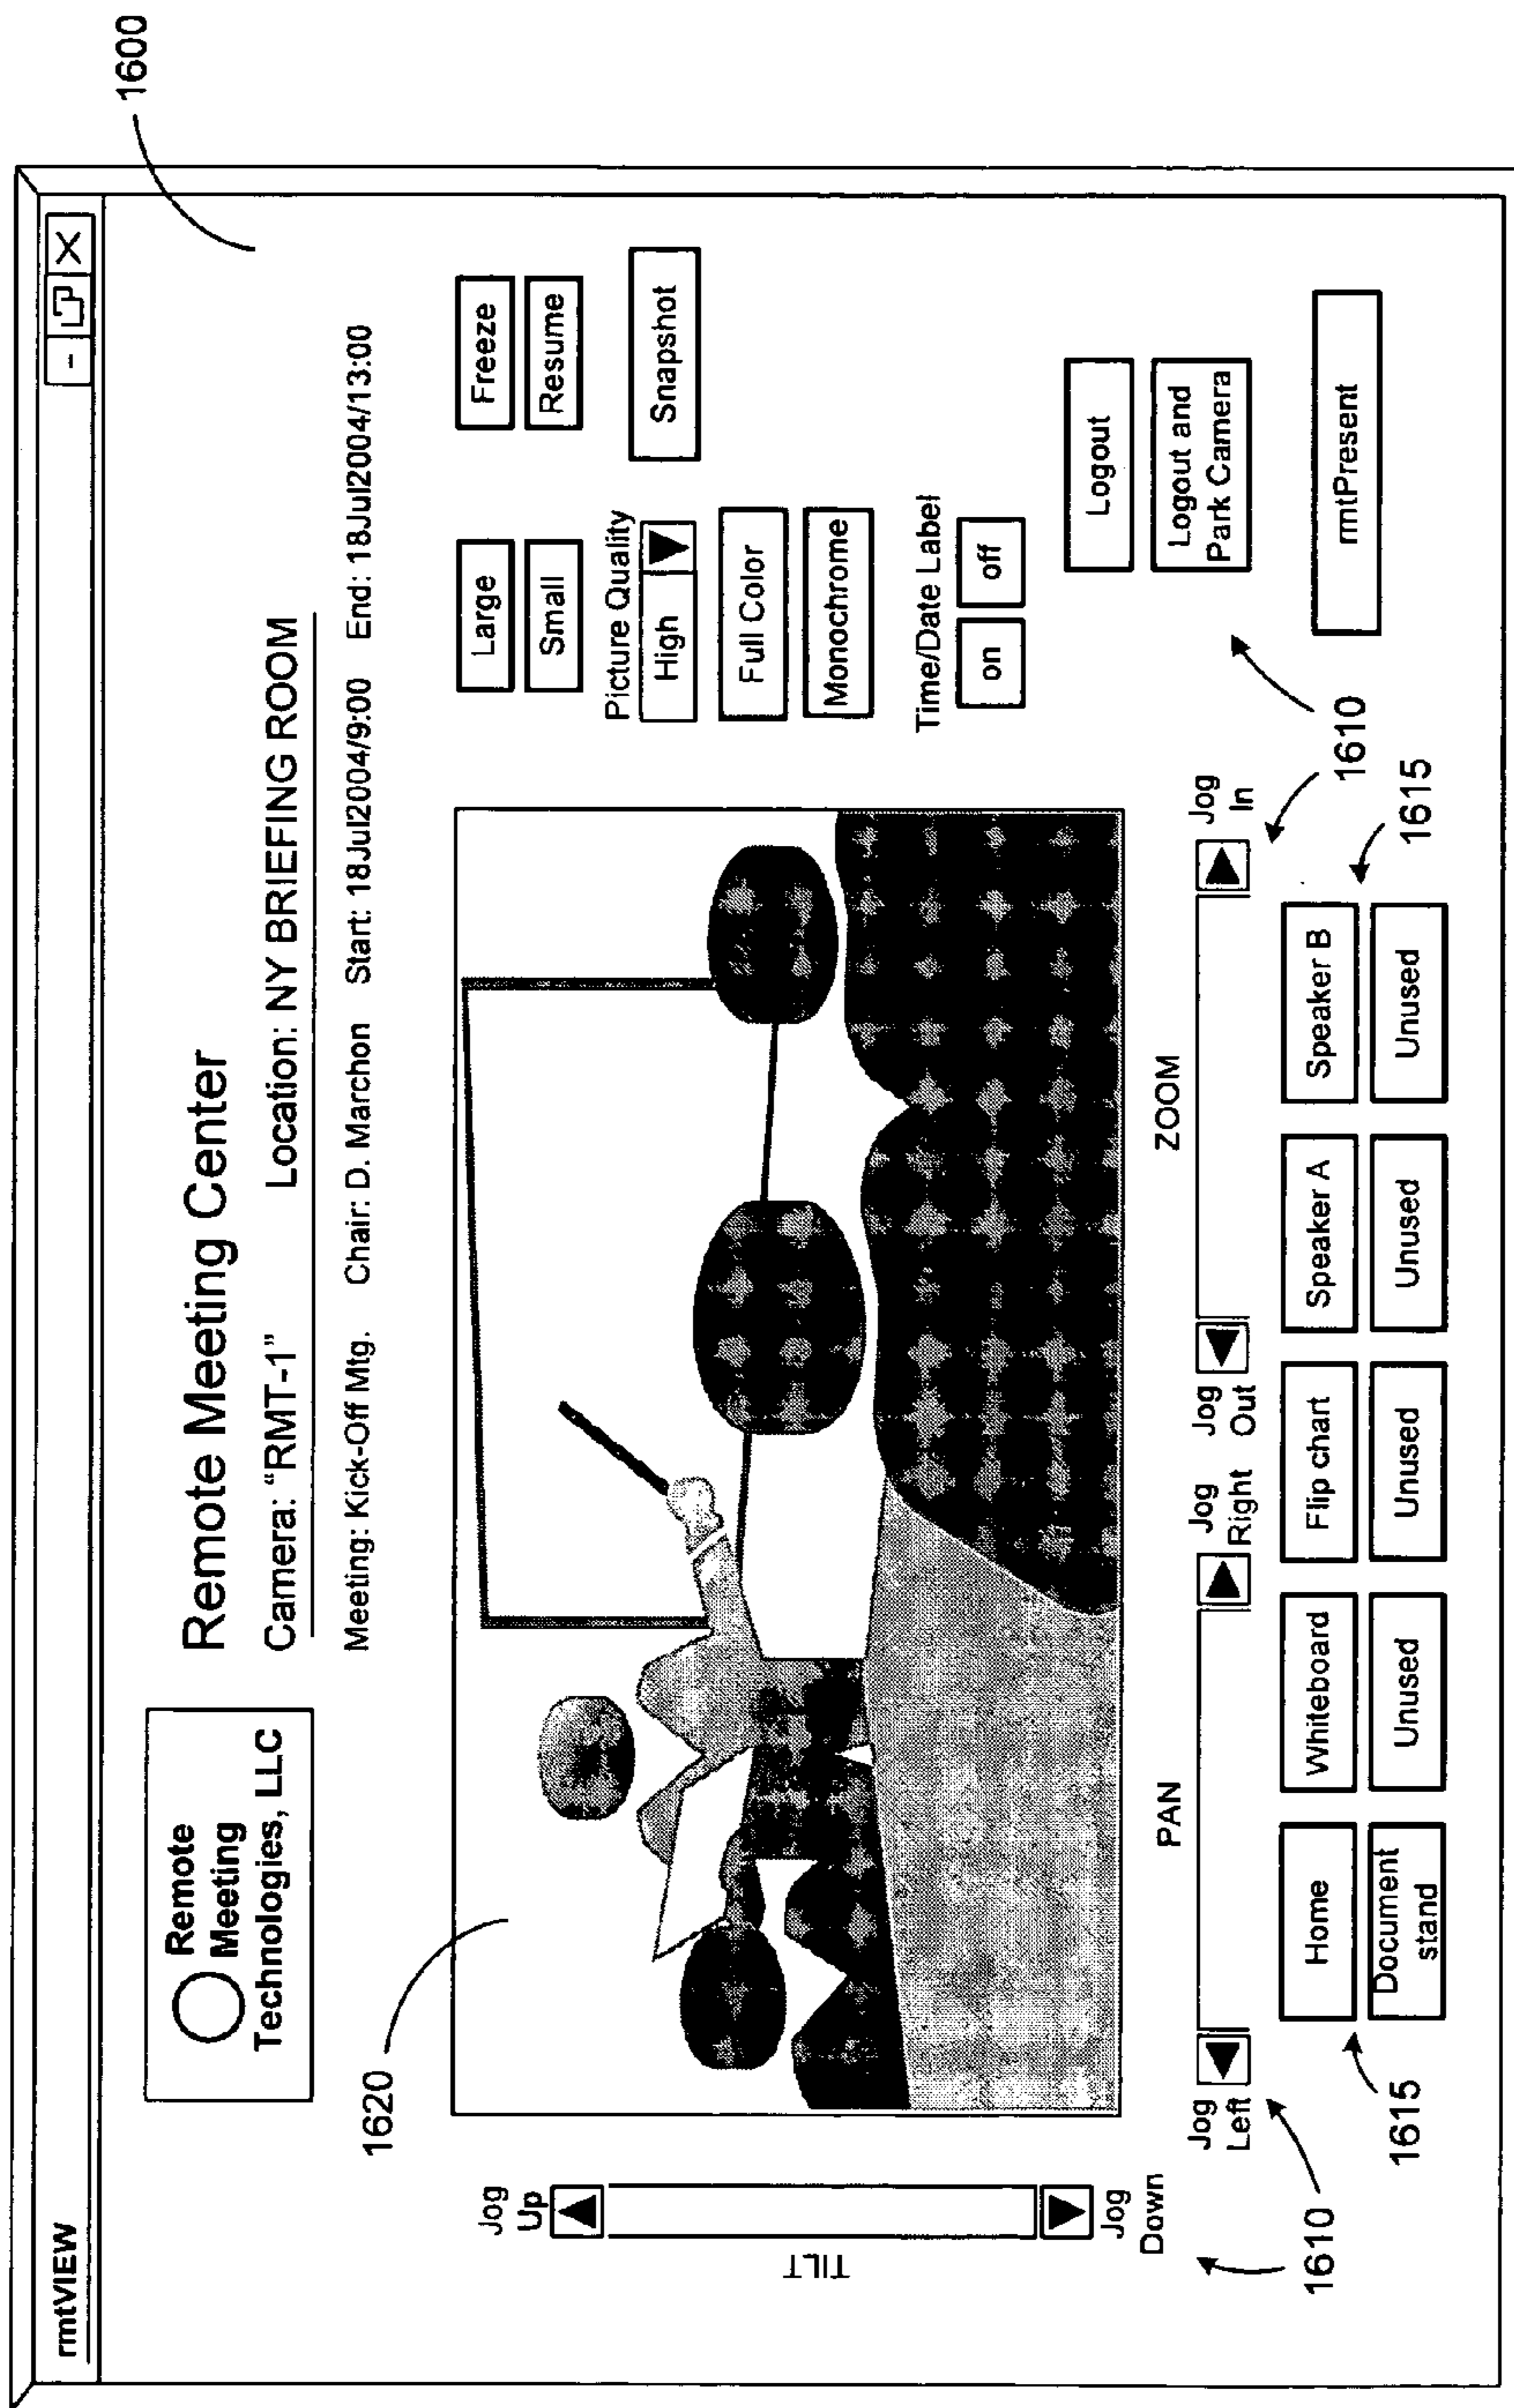 1600
rmtVIEW
Remote
Meeting
Technologies, LLC
Remote Meeting Center
Camera: “RMT-1” Location: NY BRIEFING ROOM
Meeting: Kick-Off Mtg. Chair: D. Marchon Start: 18Jul2004/9:00 End: 18Jul2004/13:00
1620
Jog
Up
TILT
Jog
Down
Large
Small
Freeze
Resume
Picture Quality
High
Snapshot
Full Color
Monochrome
Time/Date Label
on off
Logout
Logout and
Park Camera
rmtPresent
PAN
Jog
Left
Jog
Right
ZOOM
Jog
Out
Jog
In
Home Whiteboard Flip chart Speaker A Speaker B
Document
stand
Unused Unused Unused Unused
1610
1615
1615
1610